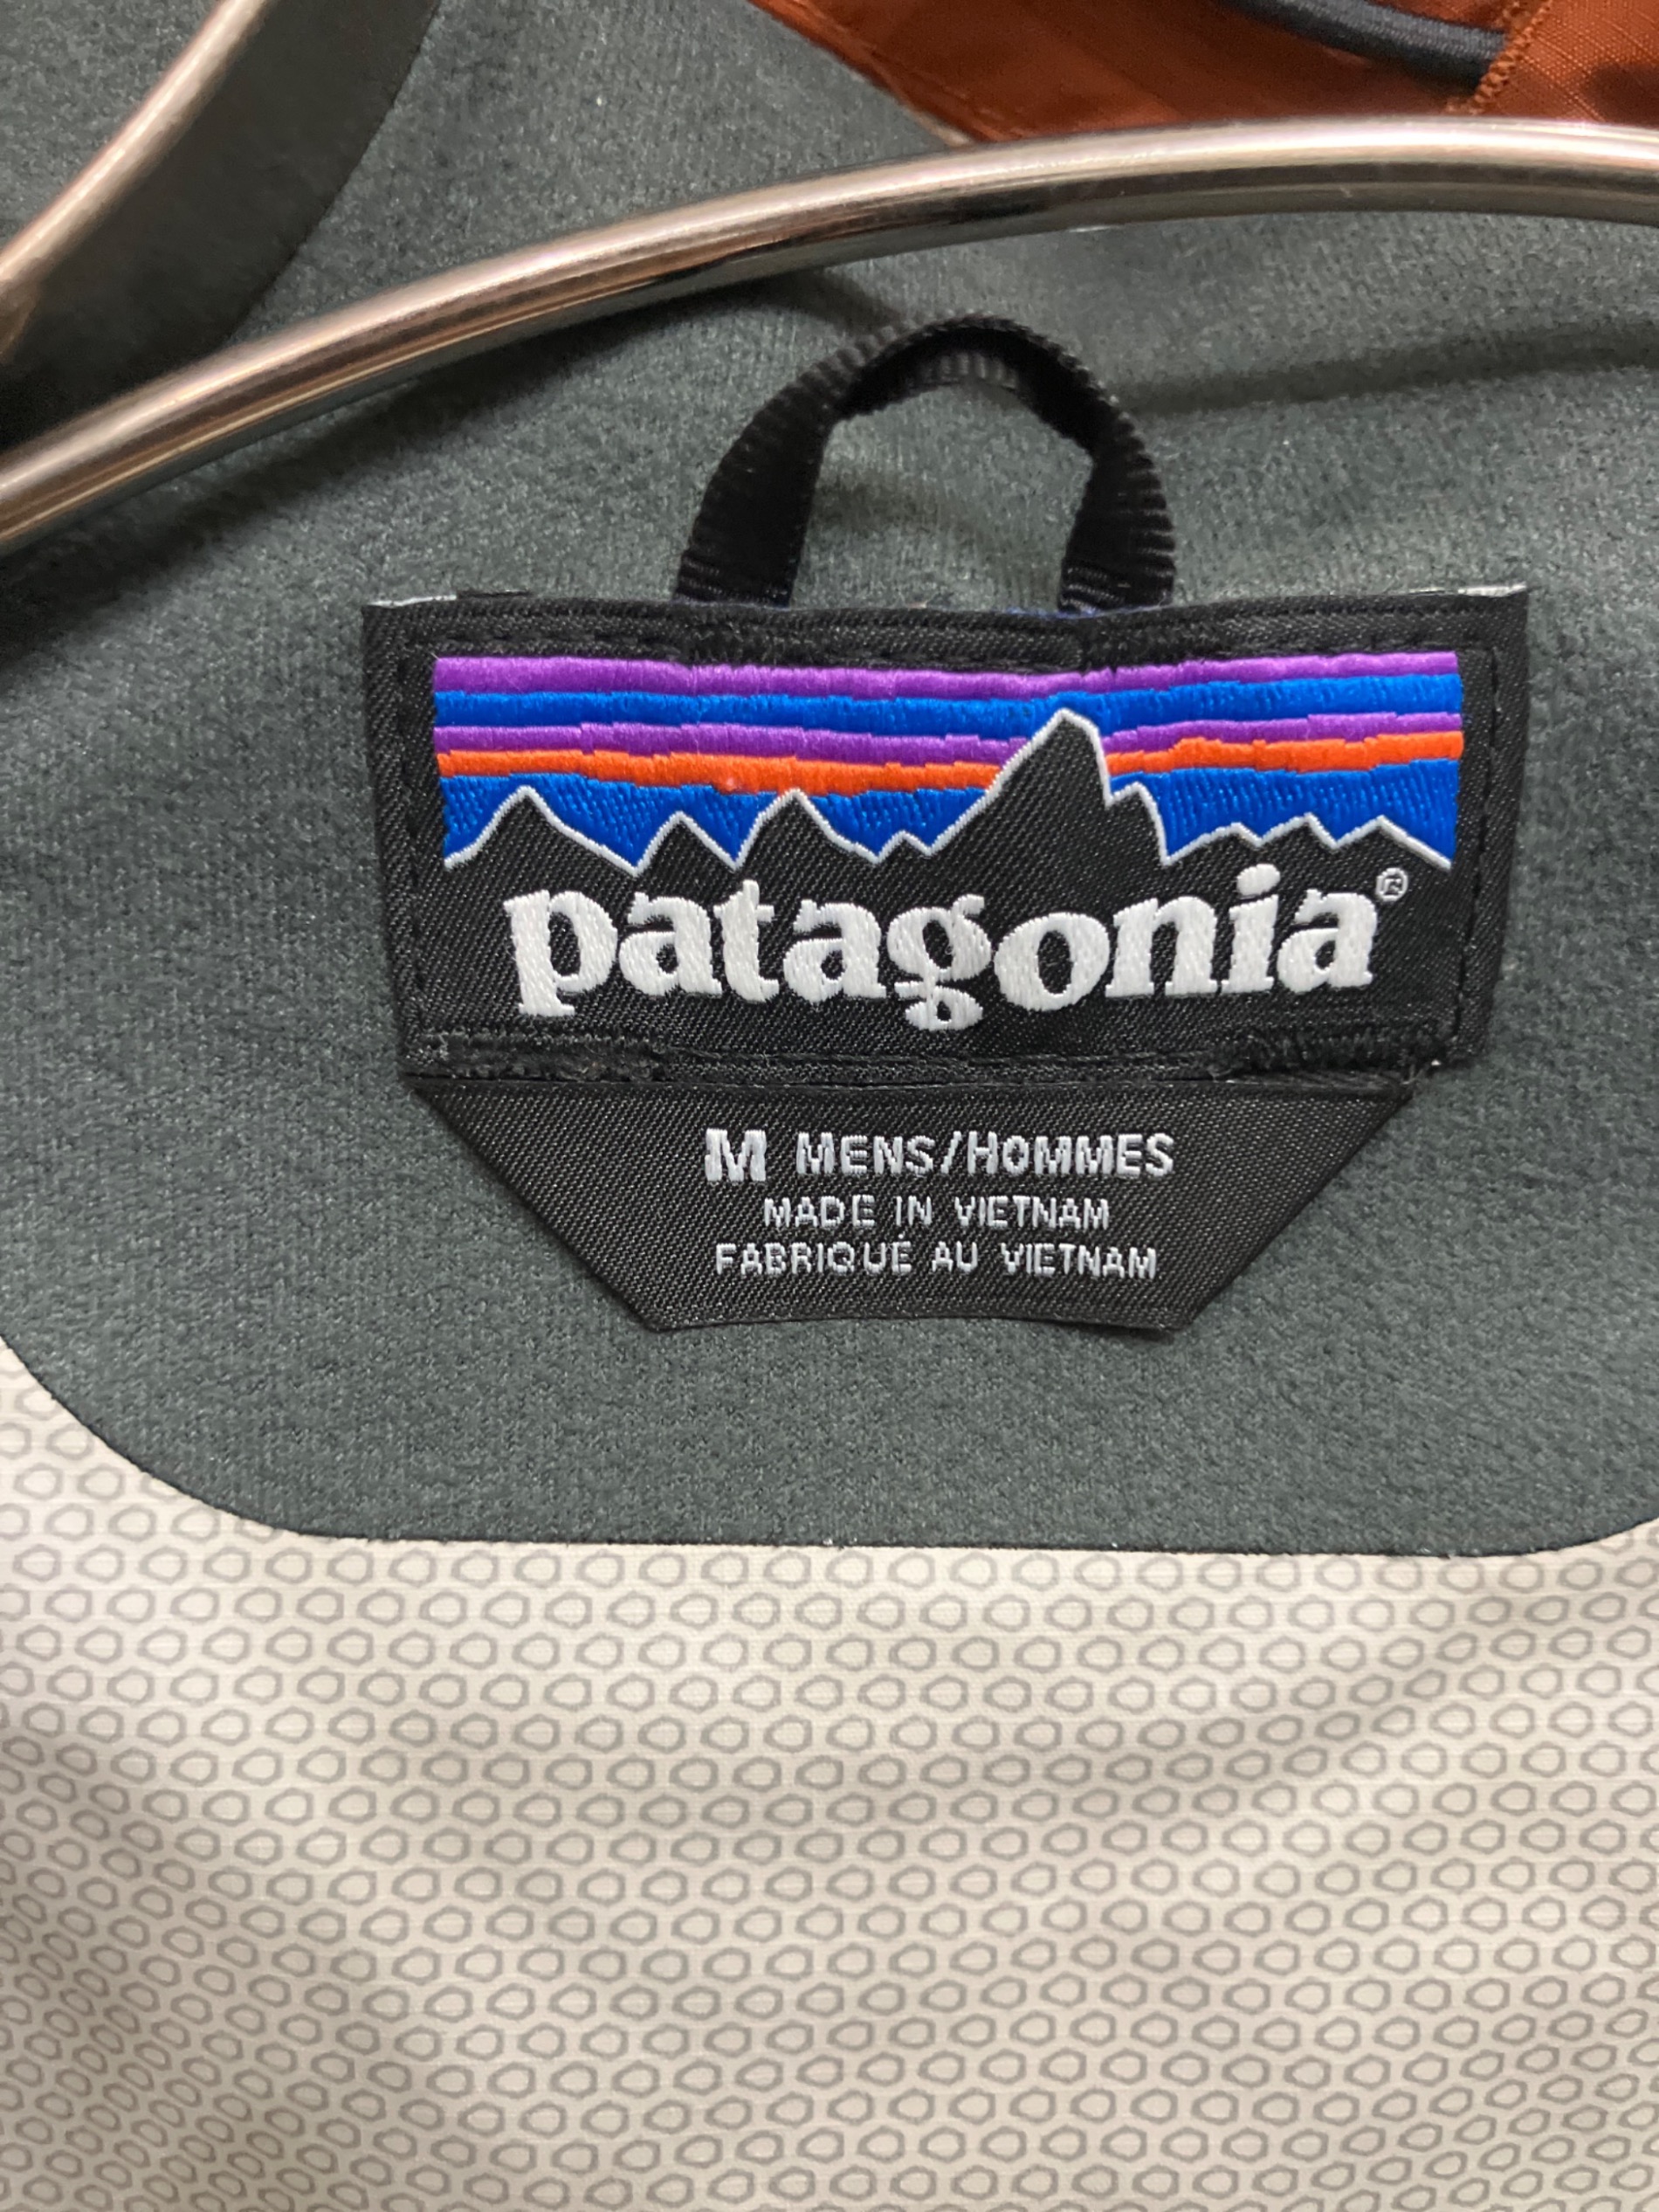 patagonia®
M MENS/HOMMES
MADE IN VIETNAM
FABRIQUÉ AU VIETNAM